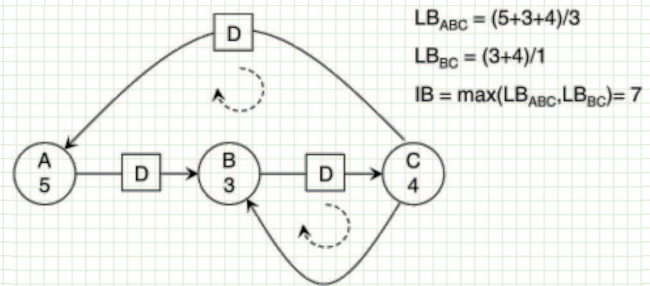 D
LB_ABC = (5+3+4)/3
LB_BC = (3+4)/1
IB = max(LB_ABC,LB_BC)= 7
A
5
D
B
3
D
C
4